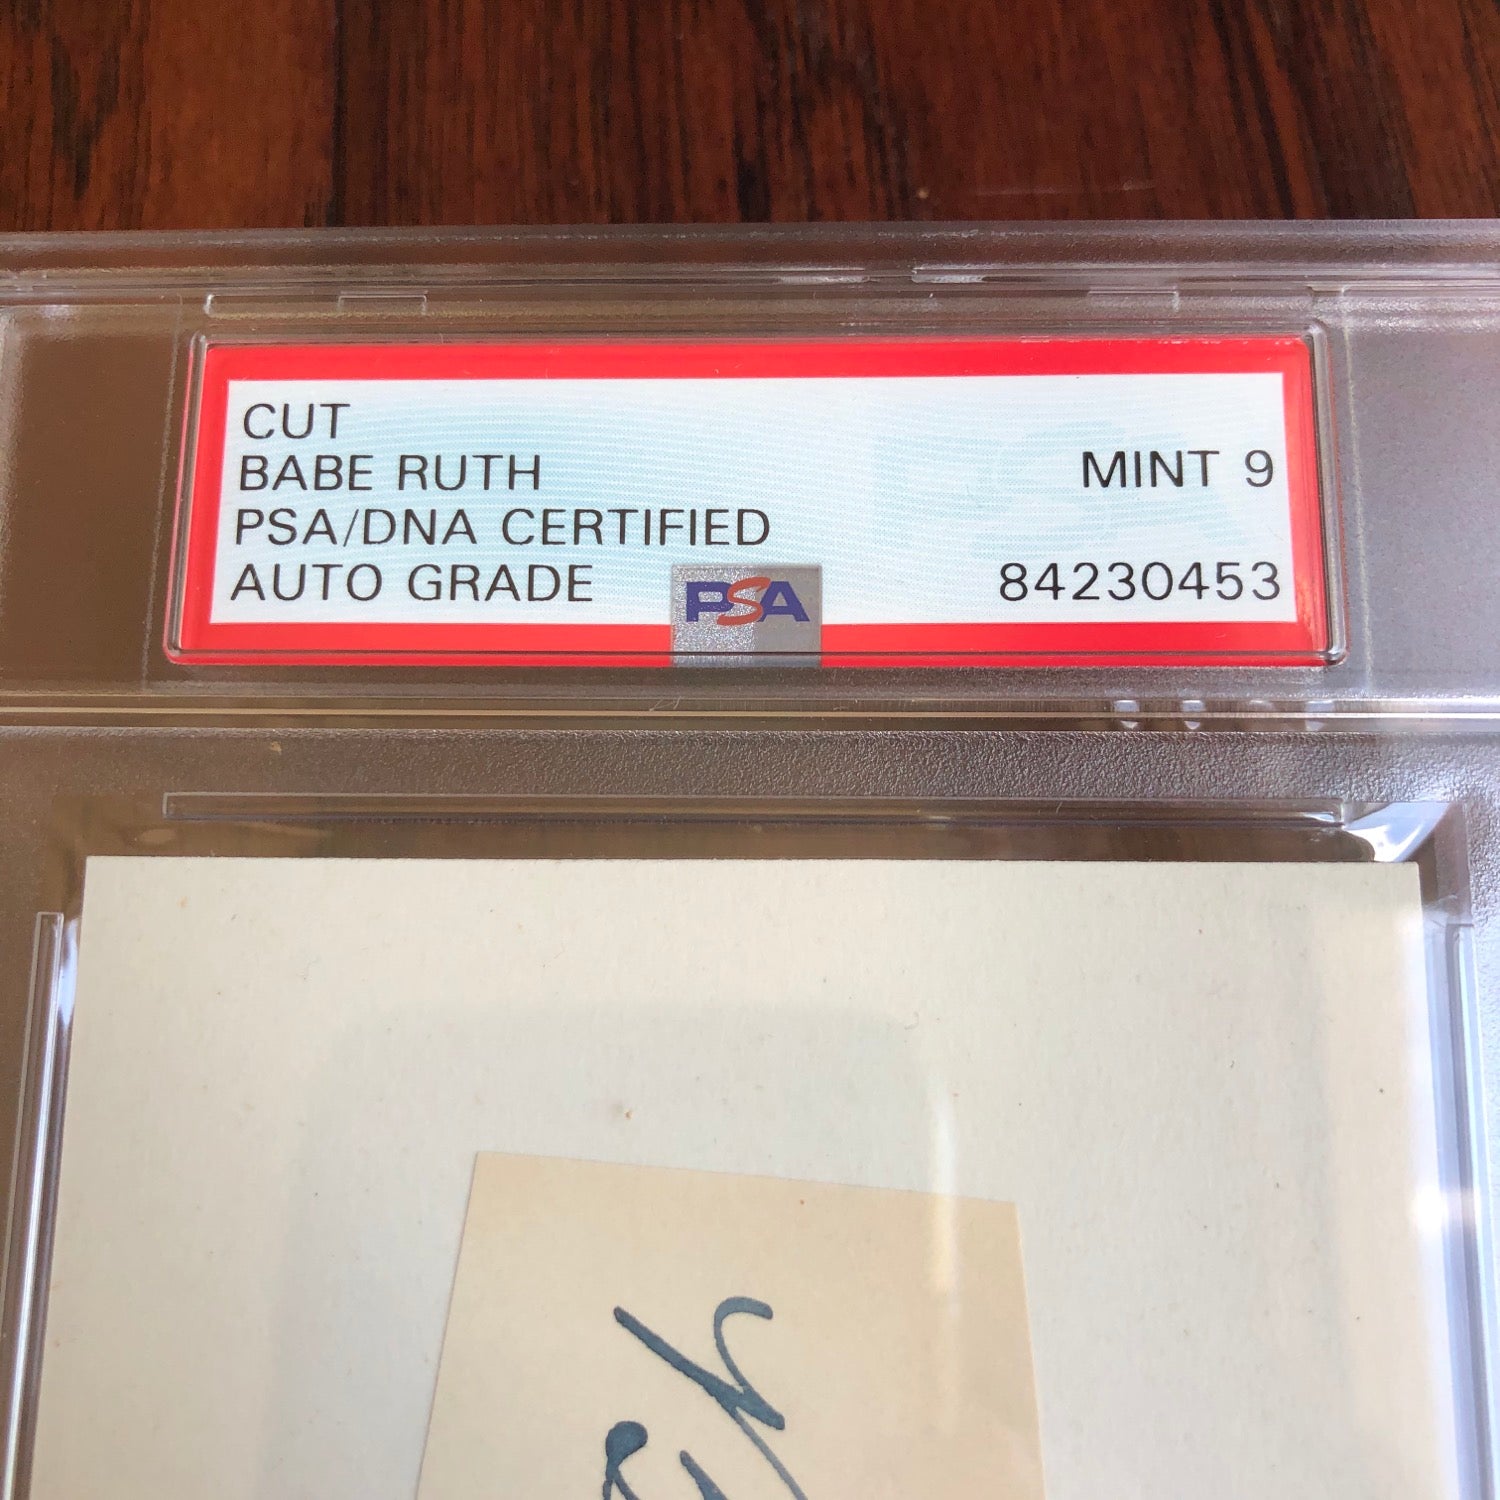 CUT
BABE RUTH
MINT 9
PSA/DNA CERTIFIED
AUTO GRADE
PSA
84230453